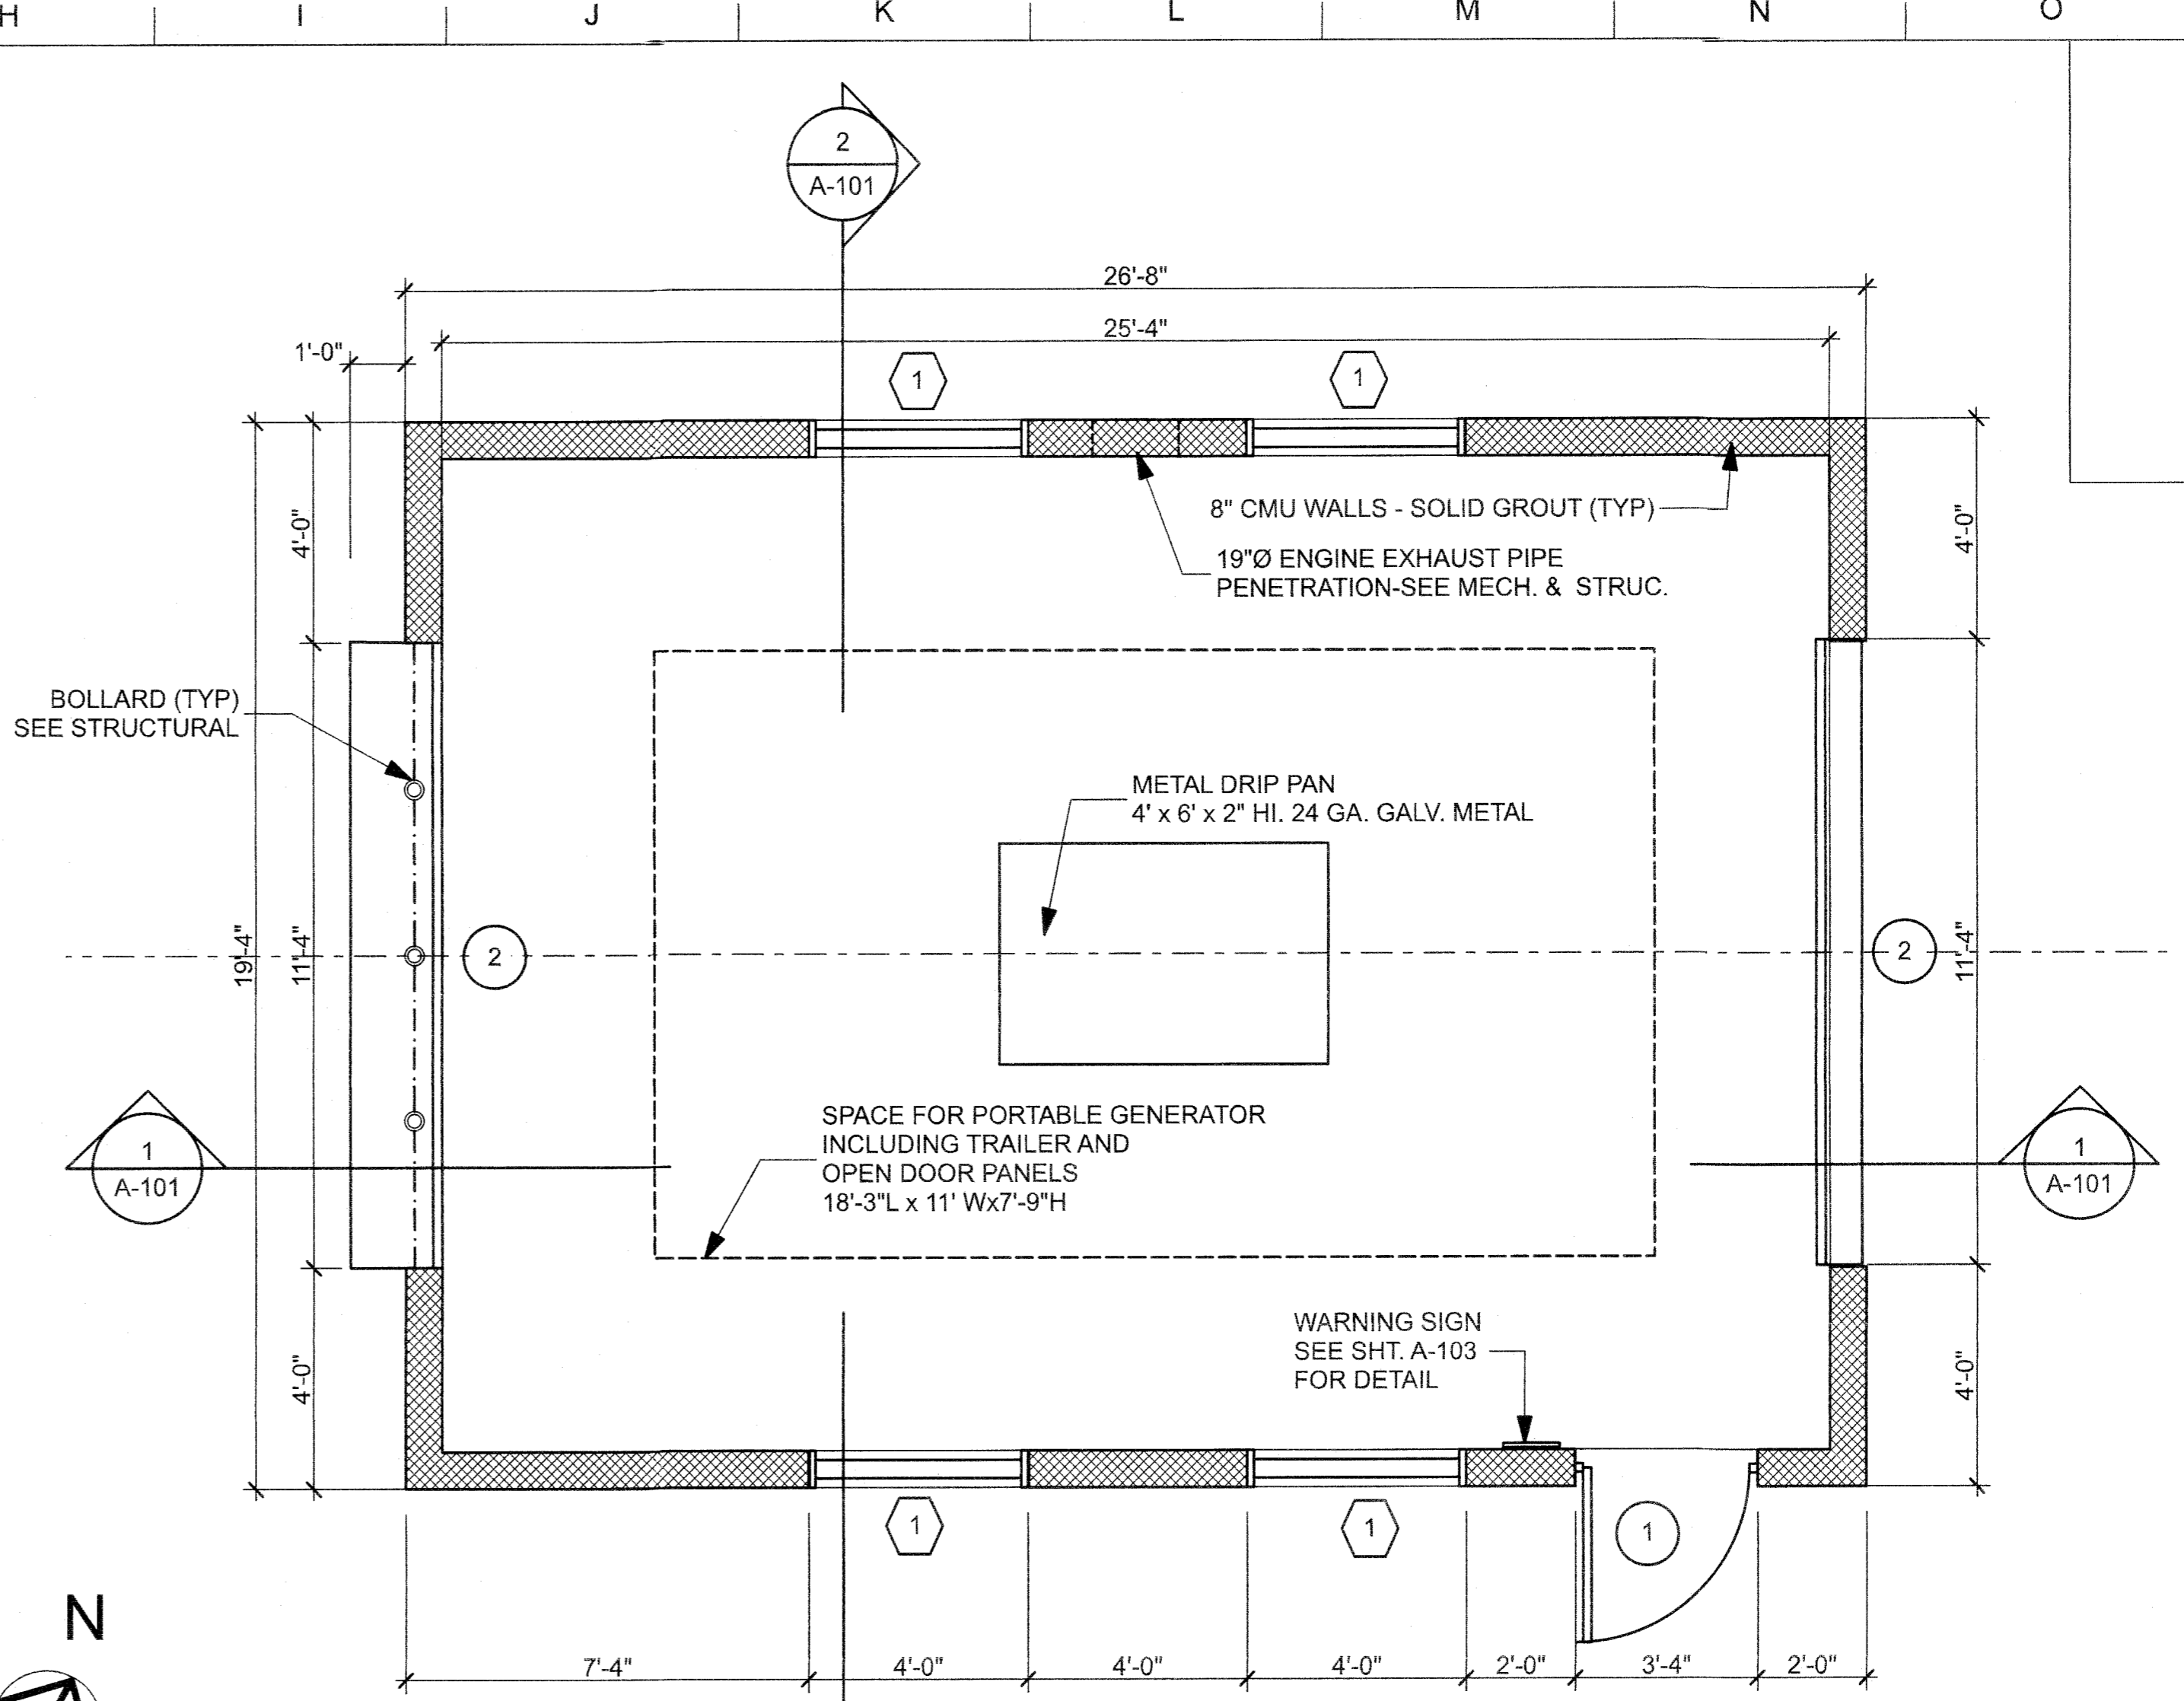 H I J K L M N O
2
A-101
26'-8"
25'-4"
1'-0"
1
1
4'-0"
8" CMU WALLS - SOLID GROUT (TYP)
4'-0"
19"Ø ENGINE EXHAUST PIPE
PENETRATION-SEE MECH. & STRUC.
BOLLARD (TYP)
SEE STRUCTURAL
METAL DRIP PAN
4' x 6' x 2" HI. 24 GA. GALV. METAL
19'-4"
11'-4"
2
2
11'-4"
SPACE FOR PORTABLE GENERATOR
INCLUDING TRAILER AND
OPEN DOOR PANELS
18'-3"L x 11' Wx7'-9"H
1
A-101
1
A-101
WARNING SIGN
SEE SHT. A-103
FOR DETAIL
4'-0"
4'-0"
1
1
1
N
7'-4"
4'-0"
4'-0"
4'-0"
2'-0"
3'-4"
2'-0"